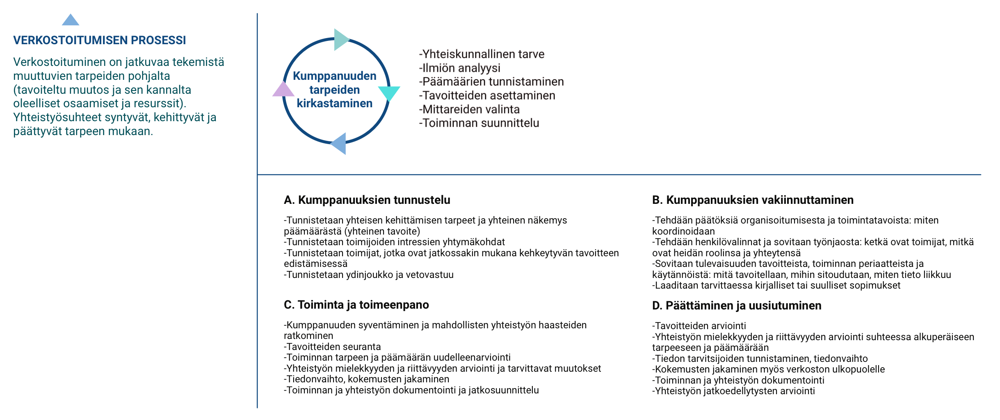 VERKOSTOITUMISEN PROSESSI
Verkostoituminen on jatkuvaa tekemistä
muuttuvien tarpeiden pohjalta
(tavoiteltu muutos ja sen kannalta
oleelliset osaamiset ja resurssit).
Yhteistyösuhteet syntyvät, kehittyvät ja
päättyvät tarpeen mukaan.
Kumppanuuden
tarpeiden
kirkastaminen
-Yhteiskunnallinen tarve
-Ilmiön analyysi
-Päämäärien tunnistaminen
-Tavoitteiden asettaminen
-Mittareiden valinta
-Toiminnan suunnittelu
A. Kumppanuuksien tunnustelu
-Tunnistetaan yhteisen kehittämisen tarpeet ja yhteinen näkemys
päämäärästä (yhteinen tavoite)
-Tunnistetaan toimijoiden intressien yhtymäkohdat
-Tunnistetaan toimijat, jotka ovat jatkossakin mukana kehkeytyvän tavoitteen
edistämisessä
-Tunnistetaan ydinjoukko ja vetovastuu
B. Kumppanuuksien vakiinnuttaminen
-Tehdään päätöksiä organisoitumisesta ja toimintatavoista: miten
koordinoidaan
-Tehdään henkilövalinnat ja sovitaan työnjaosta: ketkä ovat toimijat, mitkä
ovat heidän roolinsa ja yhteytensä
-Sovitaan tulevaisuuden tavoitteista, toiminnan periaatteista ja
käytännöistä: mitä tavoitellaan, mihin sitoudutaan, miten tieto liikkuu
-Laaditaan tarvittaessa kirjalliset tai suulliset sopimukset
C. Toiminta ja toimeenpano
-Kumppanuuden syventäminen ja mahdollisten yhteistyön haasteiden
ratkominen
-Tavoitteiden seuranta
-Toiminnan tarpeen ja päämäärän uudelleenarviointi
-Yhteistyön mielekkyyden ja riittävyyden arviointi ja tarvittavat muutokset
-Tiedonvaihto, kokemusten jakaminen
-Toiminnan ja yhteistyön dokumentointi ja jatkosuunnittelu
D. Päättäminen ja uusiutuminen
-Tavoitteiden arviointi
-Yhteistyön mielekkyyden ja riittävyyden arviointi suhteessa alkuperäiseen
tarpeeseen ja päämäärään
-Tiedon tarvitsijoiden tunnistaminen, tiedonvaihto
-Kokemusten jakaminen myös verkoston ulkopuolelle
-Toiminnan ja yhteistyön dokumentointi
-Yhteistyön jatkoedellytysten arviointi